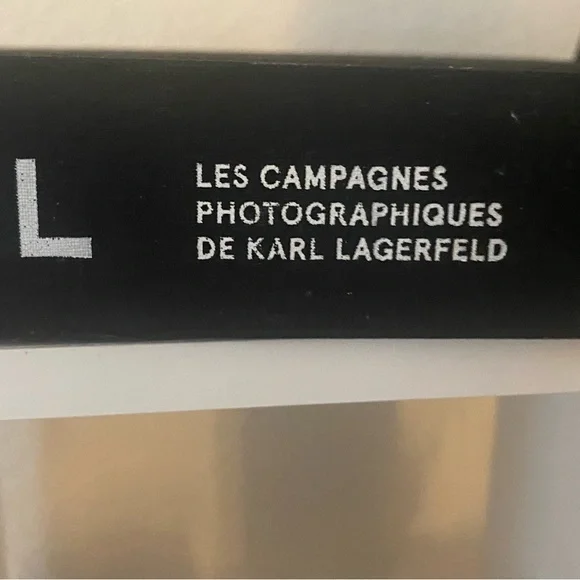 L
LES CAMPAGNES
PHOTOGRAPHIQUES
DE KARL LAGERFELD